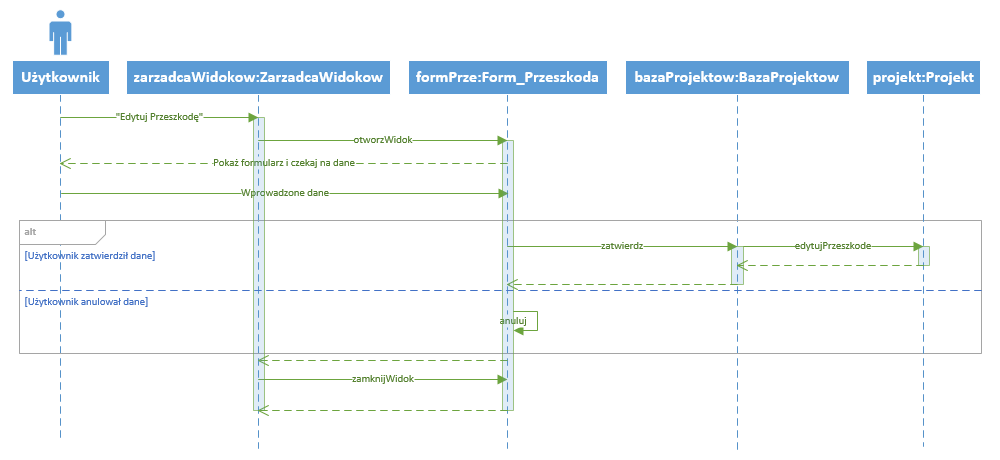 Użytkownik
zarzadcaWidokow:ZarzadcaWidokow
formPrze:Form_Przeszkoda
bazaProjektow:BazaProjektow
projekt:Projekt
"Edytuj Przeszkodę"
otworzWidok
Pokaż formularz i czekaj na dane
Wprowadzone dane
alt
zatwierdz
edytujPrzeszkode
[Użytkownik zatwierdził dane]
[Użytkownik anulował dane]
anuluj
zamknijWidok